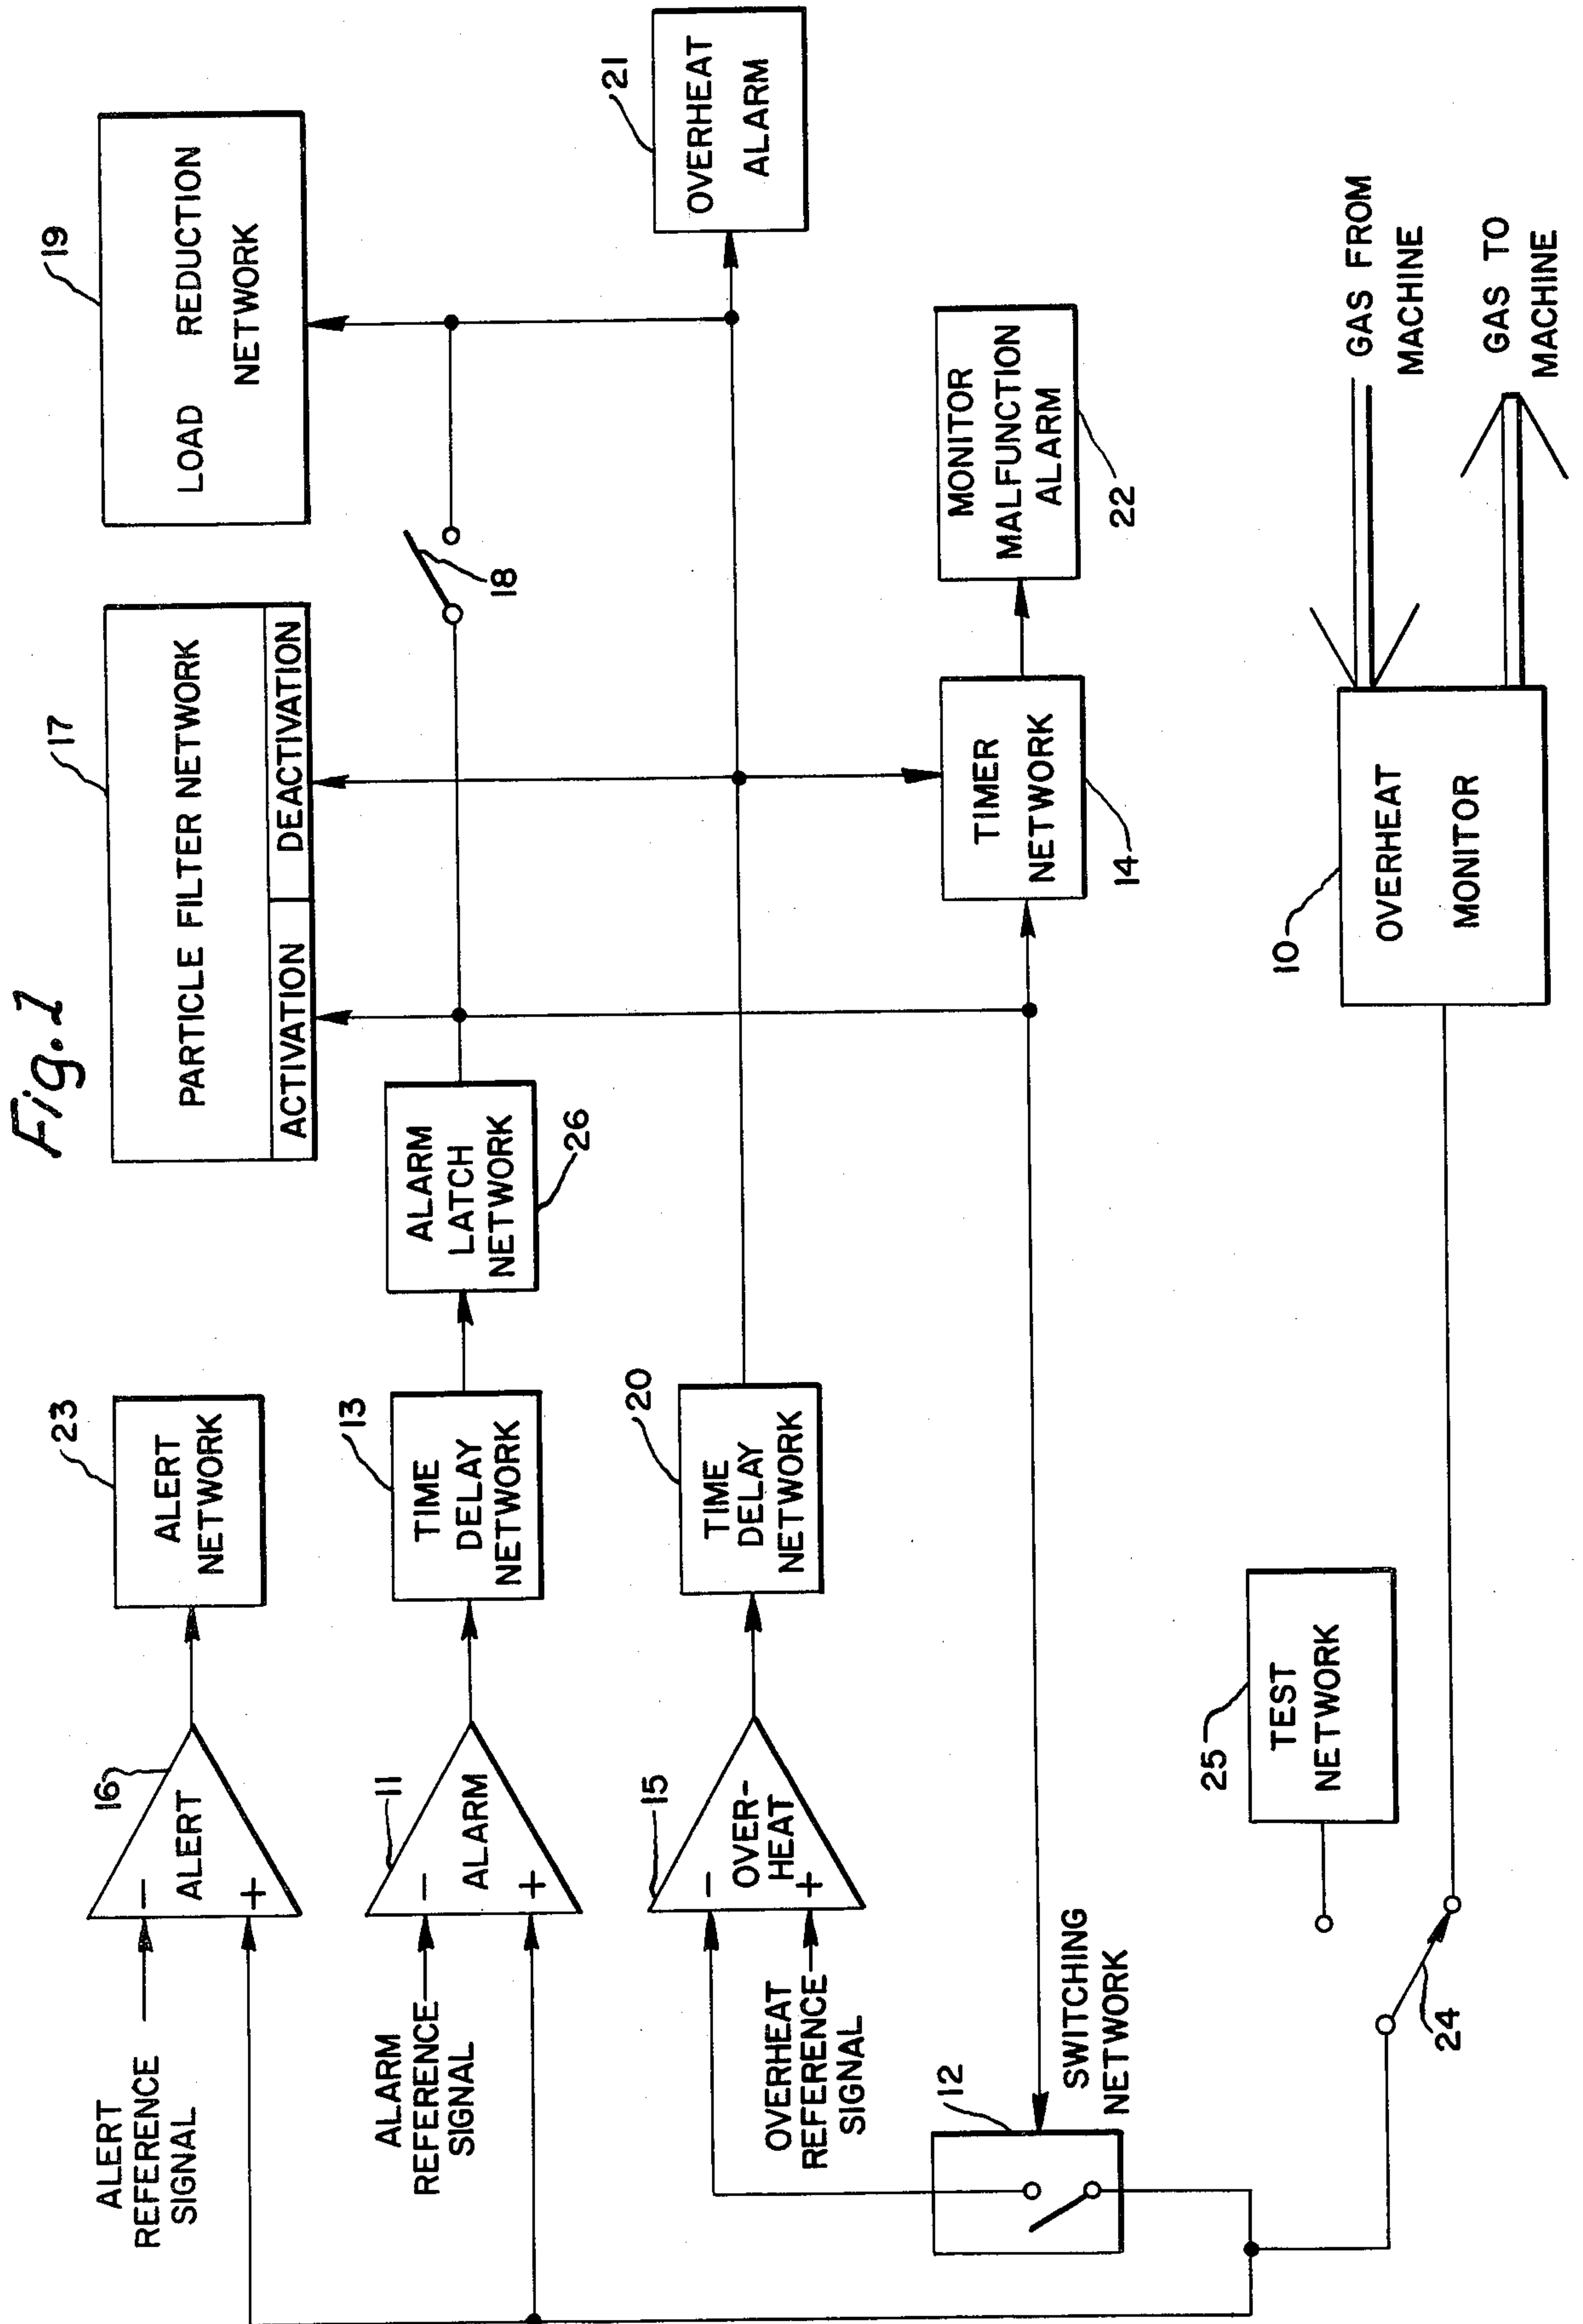 Fig.1
19
LOAD REDUCTION
NETWORK
17
PARTICLE FILTER NETWORK
ACTIVATION
DEACTIVATION
23
ALERT
NETWORK
16
ALERT
-
+
ALERT
REFERENCE
SIGNAL
18
21
OVERHEAT
ALARM
ALARM
LATCH
NETWORK
26
13
TIME
DELAY
NETWORK
11
ALARM
-
+
ALARM
REFERENCE
SIGNAL
20
TIME
DELAY
NETWORK
15
OVER-
HEAT
-
+
OVERHEAT
REFERENCE
SIGNAL
MONITOR
MALFUNCTION
ALARM
22
TIMER
NETWORK
14
12
SWITCHING
NETWORK
25
TEST
NETWORK
24
10
OVERHEAT
MONITOR
GAS FROM
MACHINE
GAS TO
MACHINE